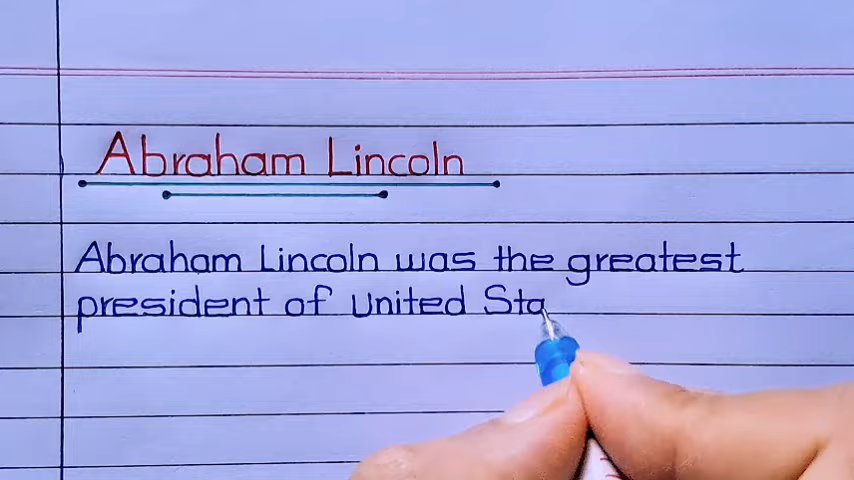 Abraham Lincoln
Abraham Lincoln was the greatest
president of United Sta